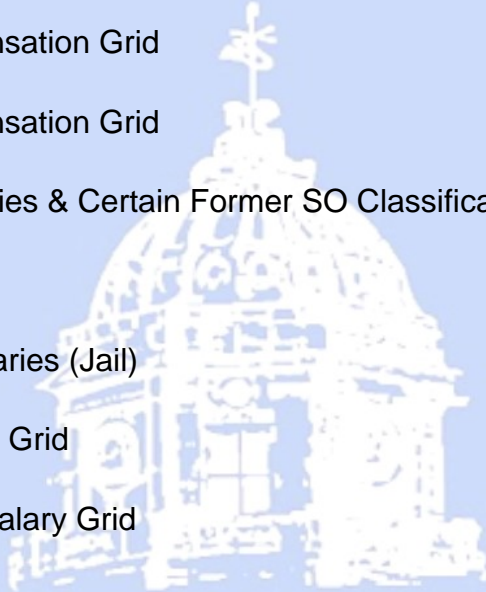 nsation Grid
nsation Grid
ies & Certain Former SO Classifica
aries (Jail)
Grid
alary Grid